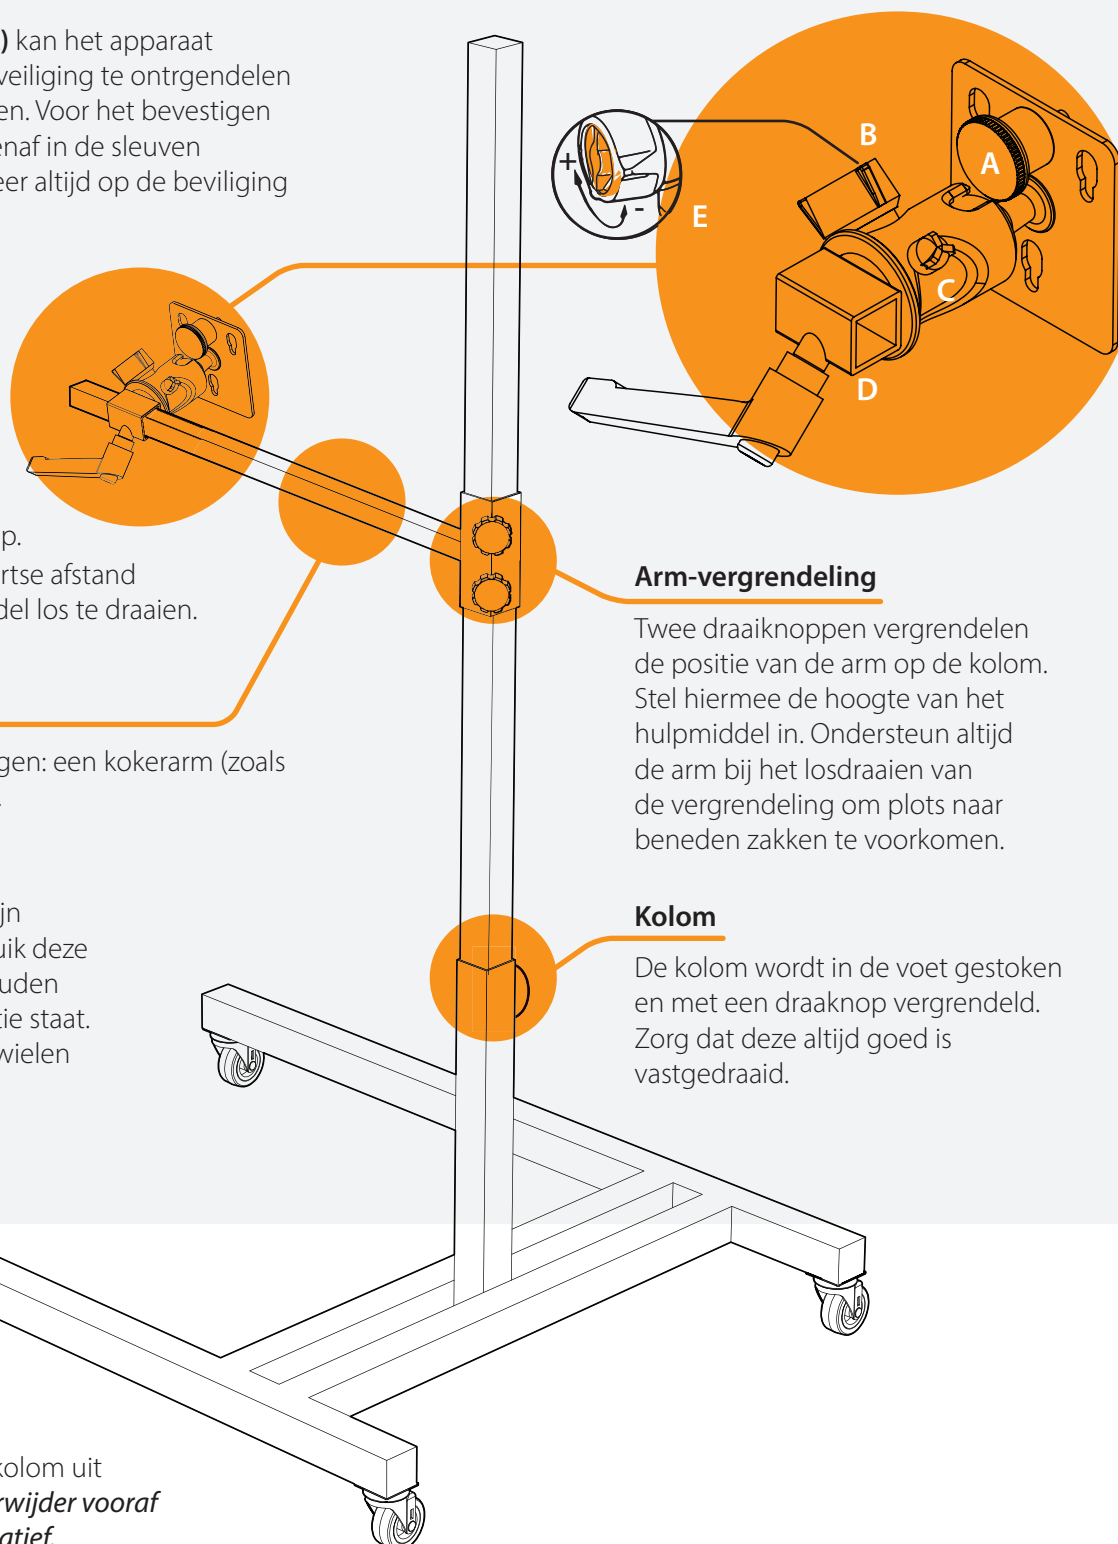 ) kan het apparaat
veiliging te ontrgendelen
en. Voor het bevestigen
enaf in de sleuven
eer altijd op de beviliging
B
A
+
-
E
C
D
p.
rtse afstand
del los te draaien.
Arm-vergrendeling
Twee draaiknoppen vergrendelen
de positie van de arm op de kolom.
Stel hiermee de hoogte van het
hulpmiddel in. Ondersteun altijd
de arm bij het losdraaien van
de vergrendeling om plots naar
beneden zakken te voorkomen.
gen: een kokerarm (zoals
.
ijn
uik deze
uden
tie staat.
wielen
Kolom
De kolom wordt in de voet gestoken
en met een draaknop vergrendeld.
Zorg dat deze altijd goed is
vastgedraaid.
kolom uit
rwijder vooraf
atief.